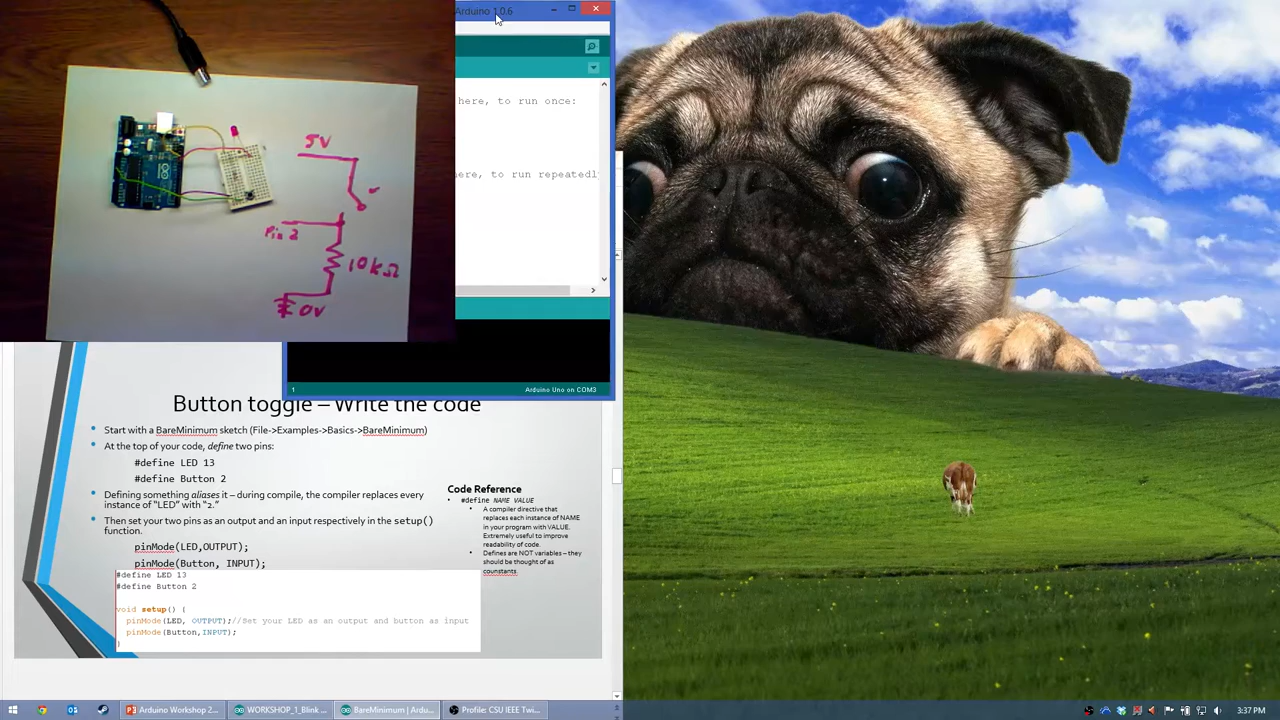 Arduino 1.0.6
here, to run once:
here, to run repeatedly
5V
Pin 2
10kΩ
0V
1
Arduino Uno on COM3
Button toggle – Write the code
Start with a BareMinimum sketch (File->Examples->Basics->BareMinimum)
At the top of your code, define two pins:
#define LED 13
#define Button 2
Defining something aliases it – during compile, the compiler replaces every
instance of “LED” with “2.”
Then set your two pins as an output and an input respectively in the setup()
function.
pinMode(LED,OUTPUT);
pinMode(Button, INPUT);
#define LED 13
#define Button 2
void setup() {
pinMode(LED, OUTPUT);//Set your LED as an output and button as input
pinMode(Button,INPUT);
}
Code Reference
#define NAME VALUE
A compiler directive that
replaces each instance of NAME
in your program with VALUE.
Extremely useful to improve
readability of code.
Defines are NOT variables – they
should be thought of as
counstants.
Arduino Workshop 2...
WORKSHOP_1_Blink ...
BareMinimum | Ardu...
Profile: CSU IEEE Twi...
3:37 PM